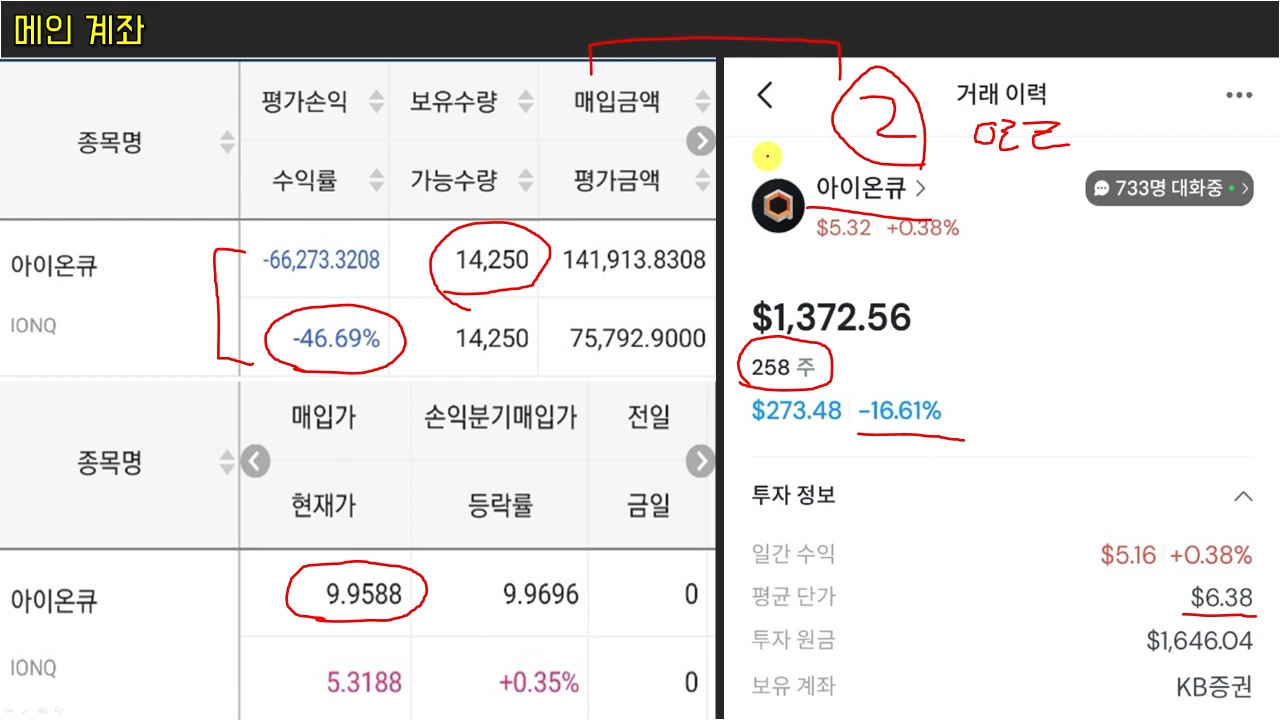 메인 계좌
종목명
평가손익
보유수량
매입금액
수익률
가능수량
평가금액
아이온큐
-66,273.3208
14,250
141,913.8308
IONQ
-46.69%
14,250
75,792.9000
종목명
매입가
손익분기매입가
전일
현재가
등락률
금일
아이온큐
9.9588
9.9696
0
IONQ
5.3188
+0.35%
0
거래 이력
2
아이온큐
733명 대화중
$5.32
+0.38%
$1,372.56
258 주
$273.48
-16.61%
투자 정보
일간 수익
$5.16
+0.38%
평균 단가
$6.38
투자 원금
$1,646.04
보유 계좌
KB증권